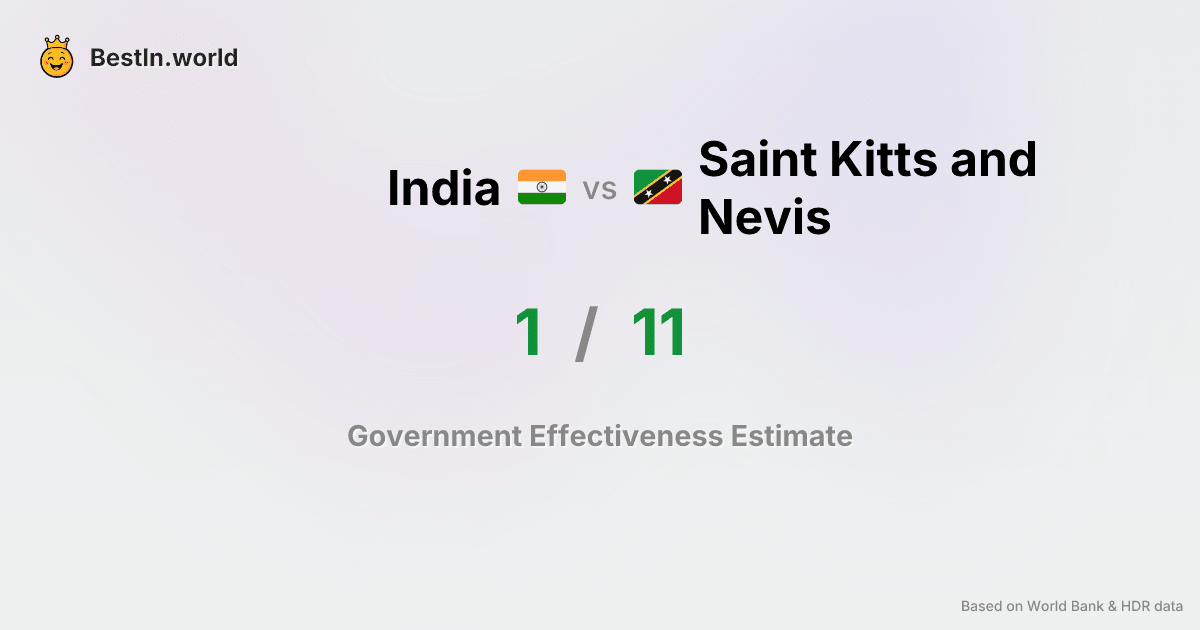 BestIn.world
India vs Saint Kitts and
Nevis
1 / 11
Government Effectiveness Estimate
Based on World Bank & HDR data